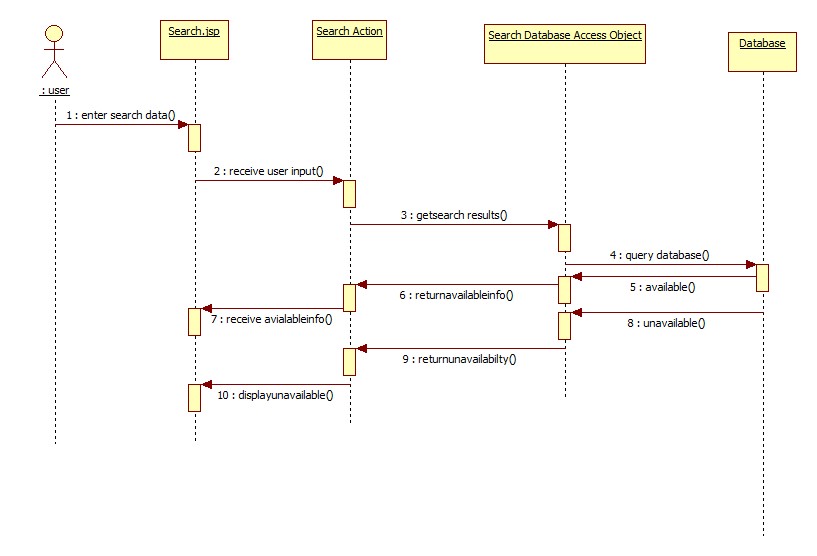 Search.jsp
Search Action
Search Database Access Object
Database
: user
1 : enter search data()
2 : receive user input()
3 : getsearch results()
4 : query database()
5 : available()
6 : returnavailableinfo()
7 : receive avialableinfo()
8 : unavailable()
9 : returnunavailabilty()
10 : displayunavailable()